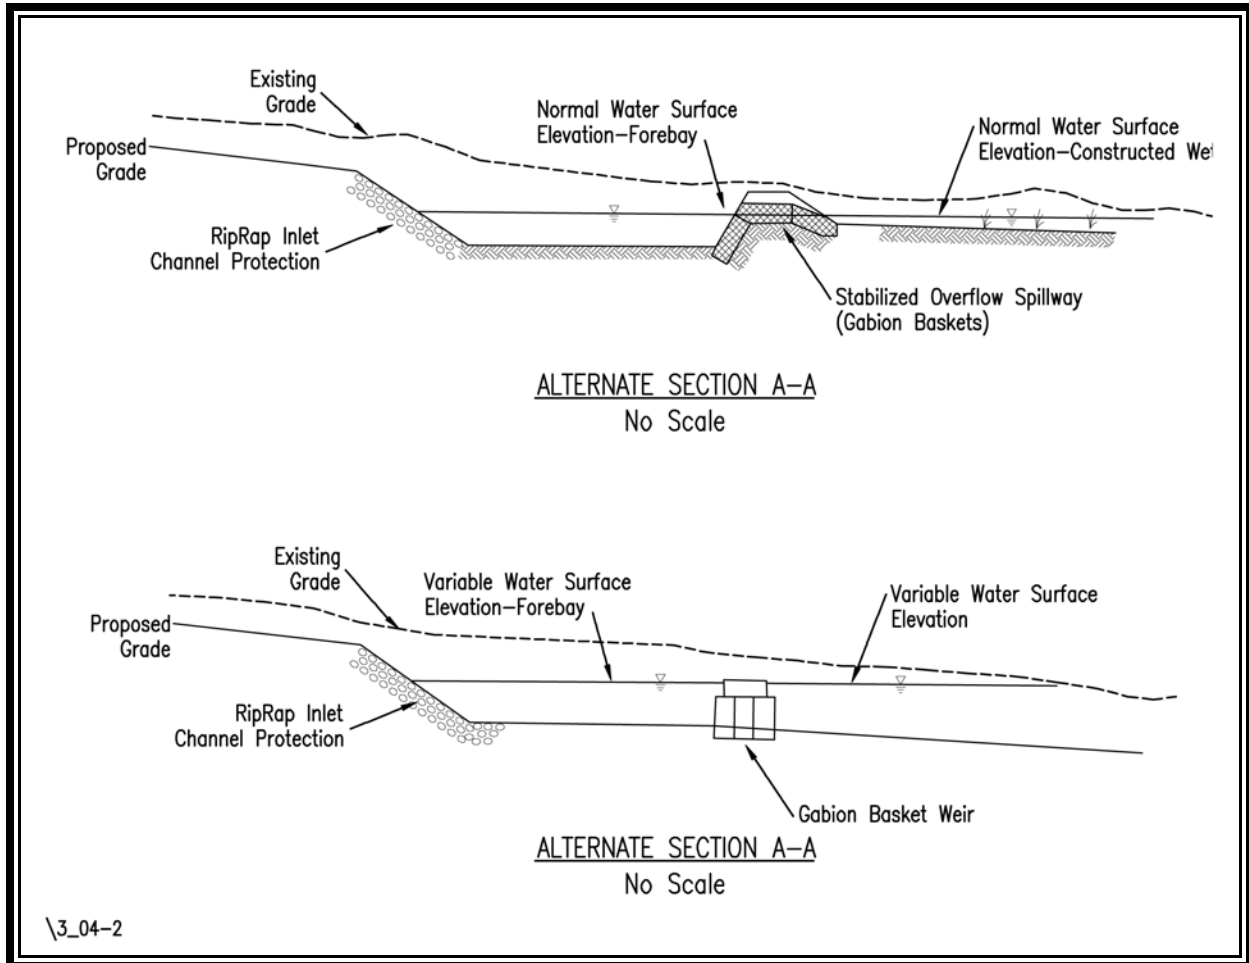 Existing
Grade
Normal Water Surface
Elevation-Forebay
Normal Water Surface
Elevation-Constructed We
Proposed
Grade
RipRap Inlet
Channel Protection
Stabilized Overflow Spillway
(Gabion Baskets)
ALTERNATE SECTION A-A
No Scale
Existing
Grade
Variable Water Surface
Elevation-Forebay
Variable Water Surface
Elevation
Proposed
Grade
RipRap Inlet
Channel Protection
Gabion Basket Weir
ALTERNATE SECTION A-A
No Scale
\3_04-2